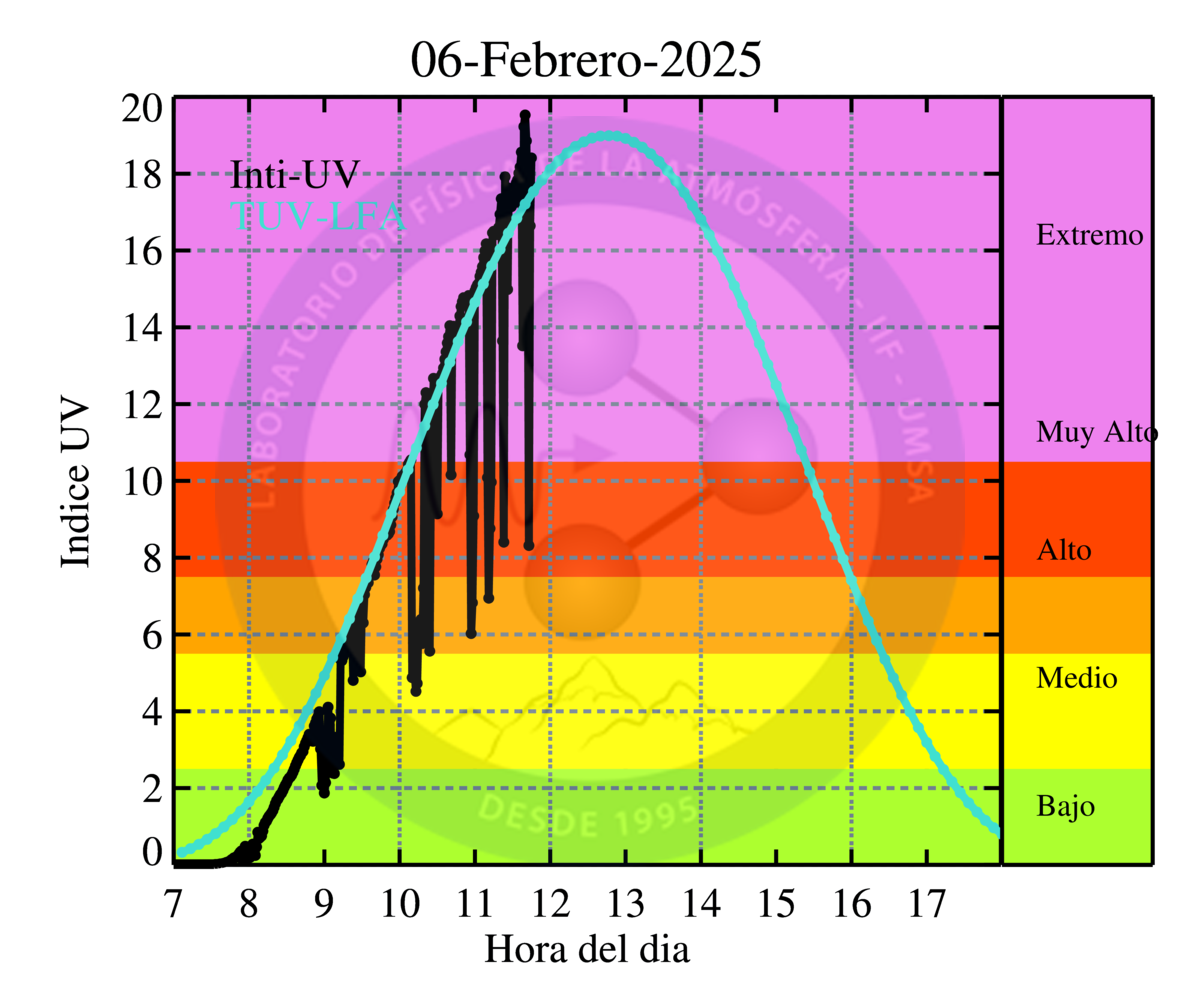 06-Febrero-2025
20
18
16
14
12
10
8
6
4
2
0
Indice UV
Inti-UV
TUV-LFA
LABORATORIO DE FÍSICA DE LA ATMÓSFERA - IIF - UMSA
DESDE 1995
Extremo
Muy Alto
Alto
Medio
Bajo
7 8 9 10 11 12 13 14 15 16 17
Hora del dia